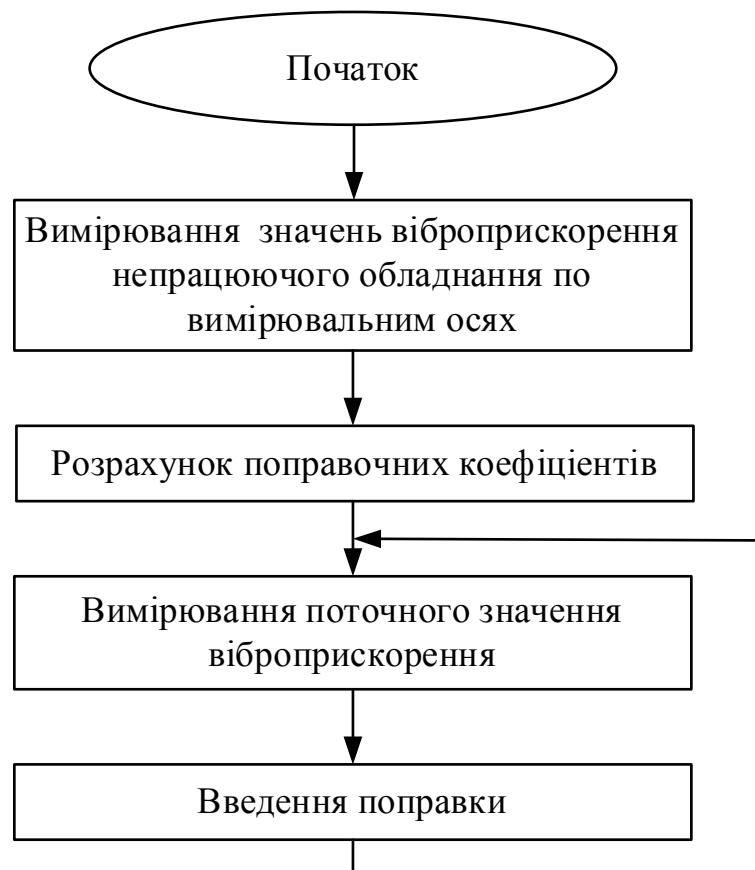 Початок
Вимірювання значень віброприскорення
непрацюючого обладнання по
вимірювальним осях
Розрахунок поправочних коефіцієнтів
Вимірювання поточного значення
віброприскорення
Введення поправки